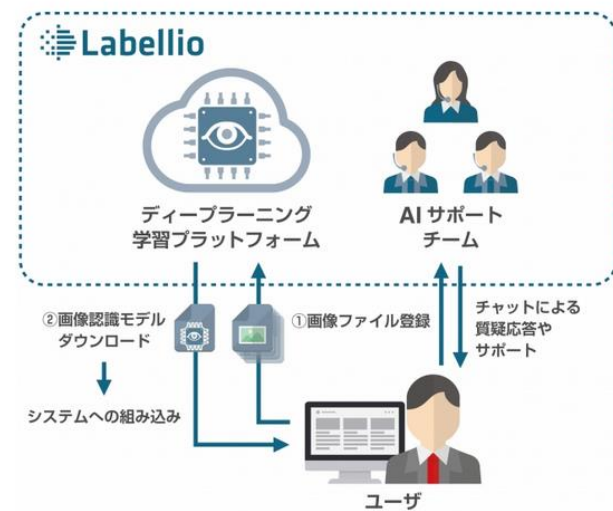 Labellio
ディープラーニング
学習プラットフォーム
AI サポート
チーム
②画像認識モデル
ダウンロード
①画像ファイル登録
チャットによる
質疑応答や
サポート
システムへの組み込み
ユーザ